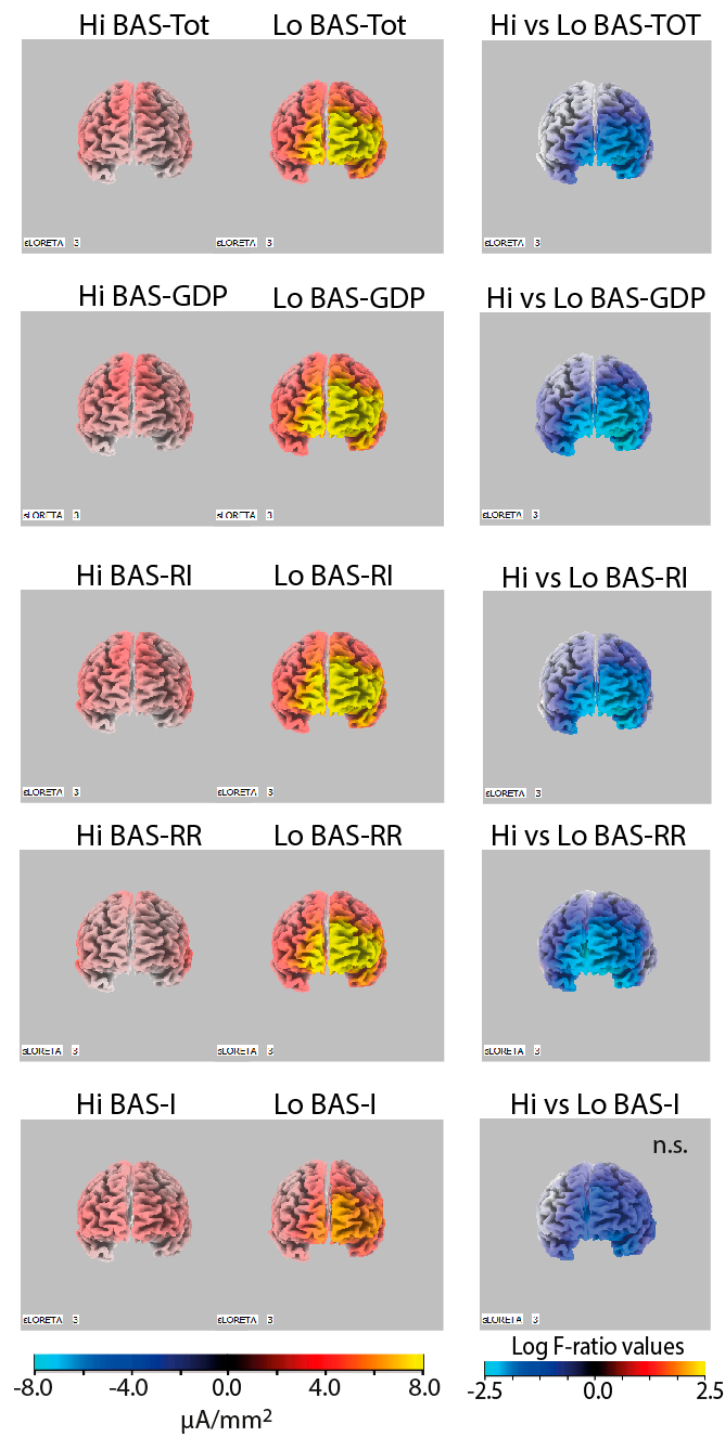 Hi BAS-Tot Lo BAS-Tot Hi vs Lo BAS-TOT
sLORETA 3 sLORETA 3 sLORETA 3
Hi BAS-GDP Lo BAS-GDP Hi vs Lo BAS-GDP
sLORETA 3 sLORETA 3 sLORETA 3
Hi BAS-RI Lo BAS-RI Hi vs Lo BAS-RI
sLORETA 3 sLORETA 3 sLORETA 3
Hi BAS-RR Lo BAS-RR Hi vs Lo BAS-RR
sLORETA 3 sLORETA 3 sLORETA 3
Hi BAS-I Lo BAS-I Hi vs Lo BAS-I
n.s.
sLORETA 3 sLORETA 3 sLORETA 3
Log F-ratio values
-8.0 -4.0 0.0 4.0 8.0 -2.5 0.0 2.5
μA/mm²